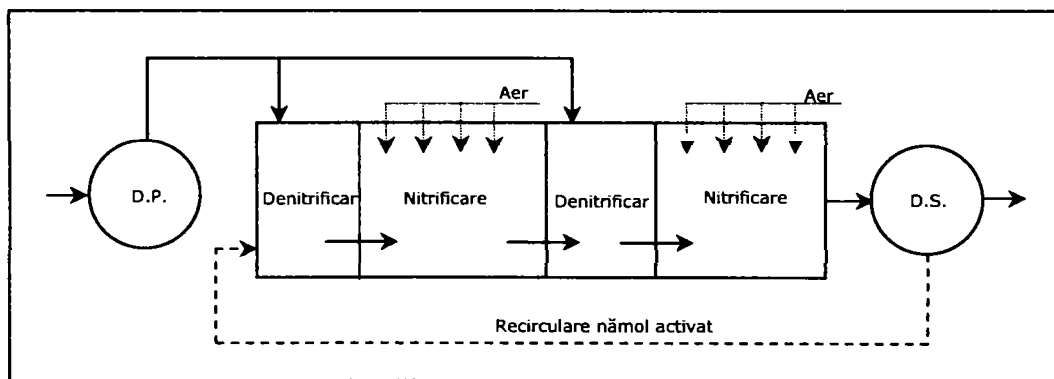 Aer
Aer
D.P.
Denitrificar
Nitrificare
Denitrificar
Nitrificare
D.S.
Recirculare nămol activat